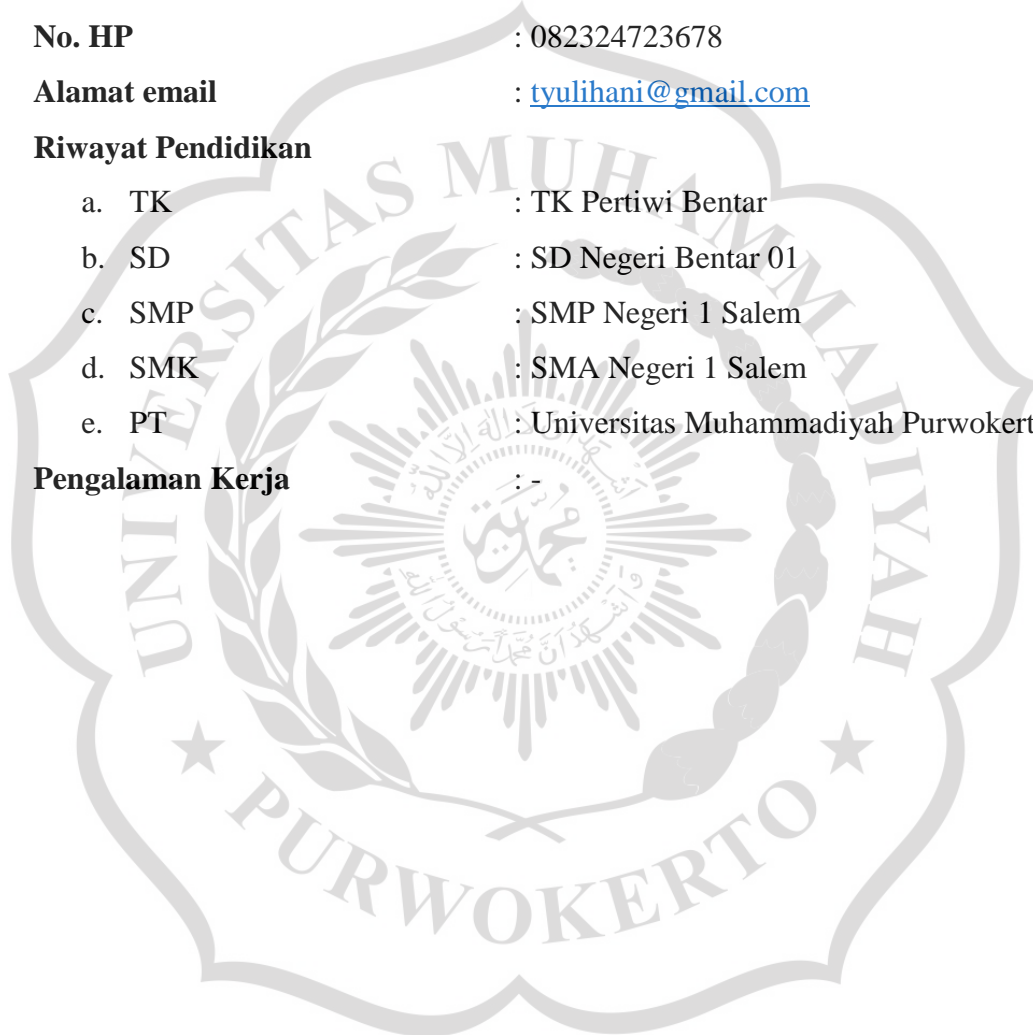 No. HP : 082324723678
Alamat email : tyulihani@gmail.com
Riwayat Pendidikan
a. TK : TK Pertiwi Bentar
b. SD : SD Negeri Bentar 01
c. SMP : SMP Negeri 1 Salem
d. SMK : SMA Negeri 1 Salem
e. PT : Universitas Muhammadiyah Purwokert
Pengalaman Kerja : -
UNIVERSITAS MUHAMMADIYAH
PURWOKERTO